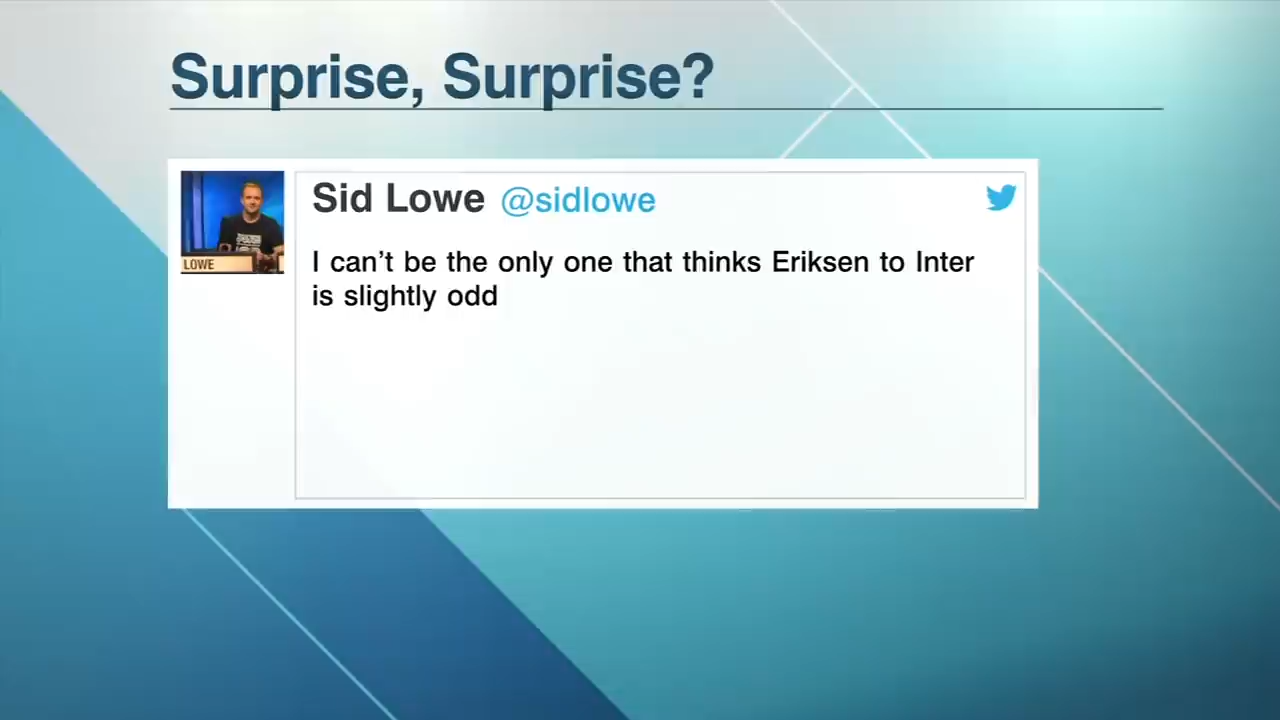 Surprise, Surprise?
Sid Lowe @sidlowe
I can't be the only one that thinks Eriksen to Inter
is slightly odd
LOWE